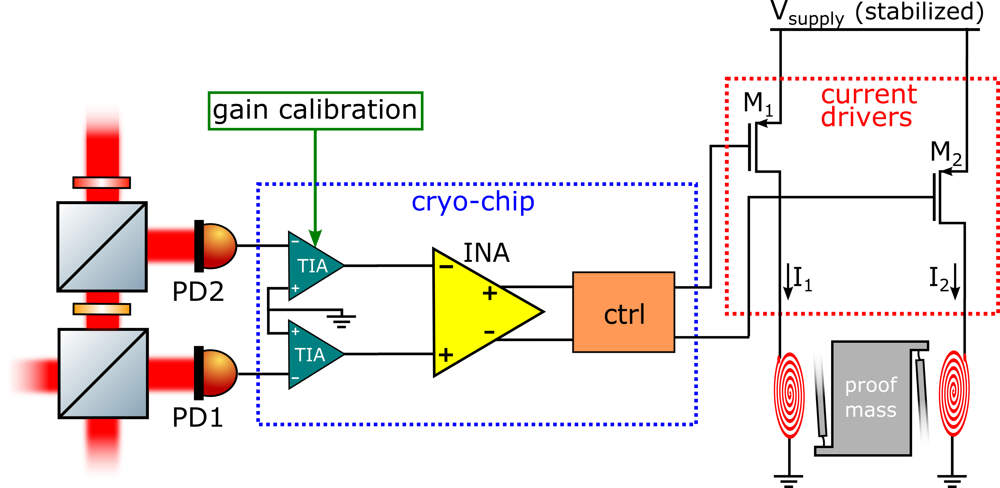 Vsupply (stabilized)
current
drivers
M1
M2
gain calibration
cryo-chip
INA
TIA
+
−
−
+
PD2
I1
I2
ctrl
+
−
TIA
+
−
PD1
proof
mass